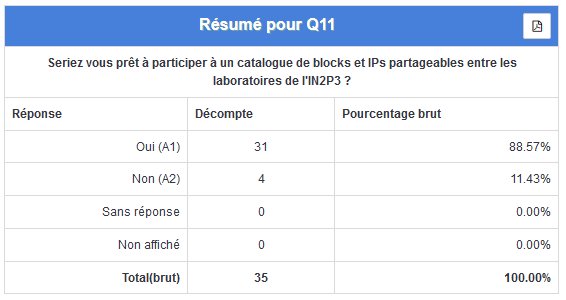 Résumé pour Q11
Seriez vous prêt à participer à un catalogue de blocks et IPs partageables entre les
laboratoires de l'IN2P3 ?
Réponse Décompte Pourcentage brut
Oui (A1) 31 88.57%
Non (A2) 4 11.43%
Sans réponse 0 0.00%
Non affiché 0 0.00%
Total(brut) 35 100.00%